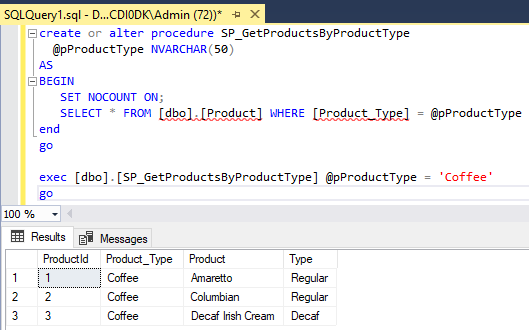 SQLQuery1.sql - D...CDI0DK\Admin (72))*
create or alter procedure SP_GetProductsByProductType
@pProductType NVARCHAR(50)
AS
BEGIN
SET NOCOUNT ON;
SELECT * FROM [dbo].[Product] WHERE [Product_Type] = @pProductType
end
go
exec [dbo].[SP_GetProductsByProductType] @pProductType = 'Coffee'
go
100 %
Results Messages
ProductId Product_Type Product Type
1 1 Coffee Amaretto Regular
2 2 Coffee Columbian Regular
3 3 Coffee Decaf Irish Cream Decaf